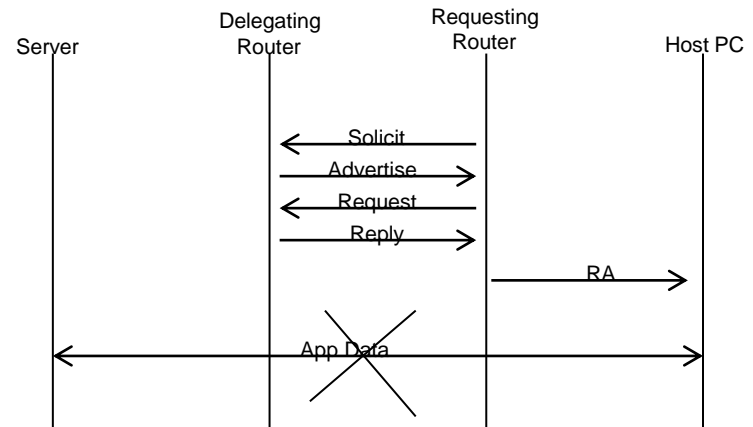 Server
Delegating
Router
Requesting
Router
Host PC
Solicit
Advertise
Request
Reply
RA
App Data